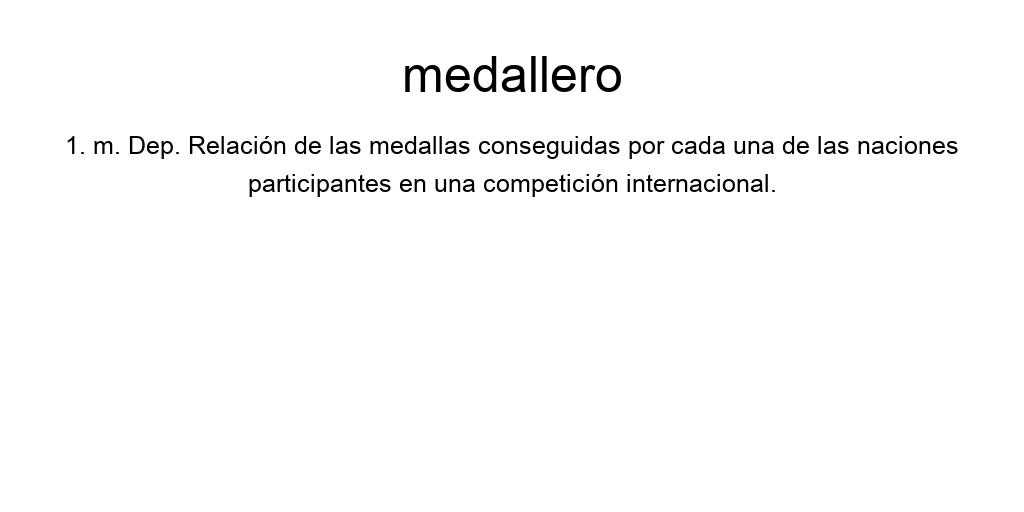 medallero
1. m. Dep. Relación de las medallas conseguidas por cada una de las naciones
participantes en una competición internacional.